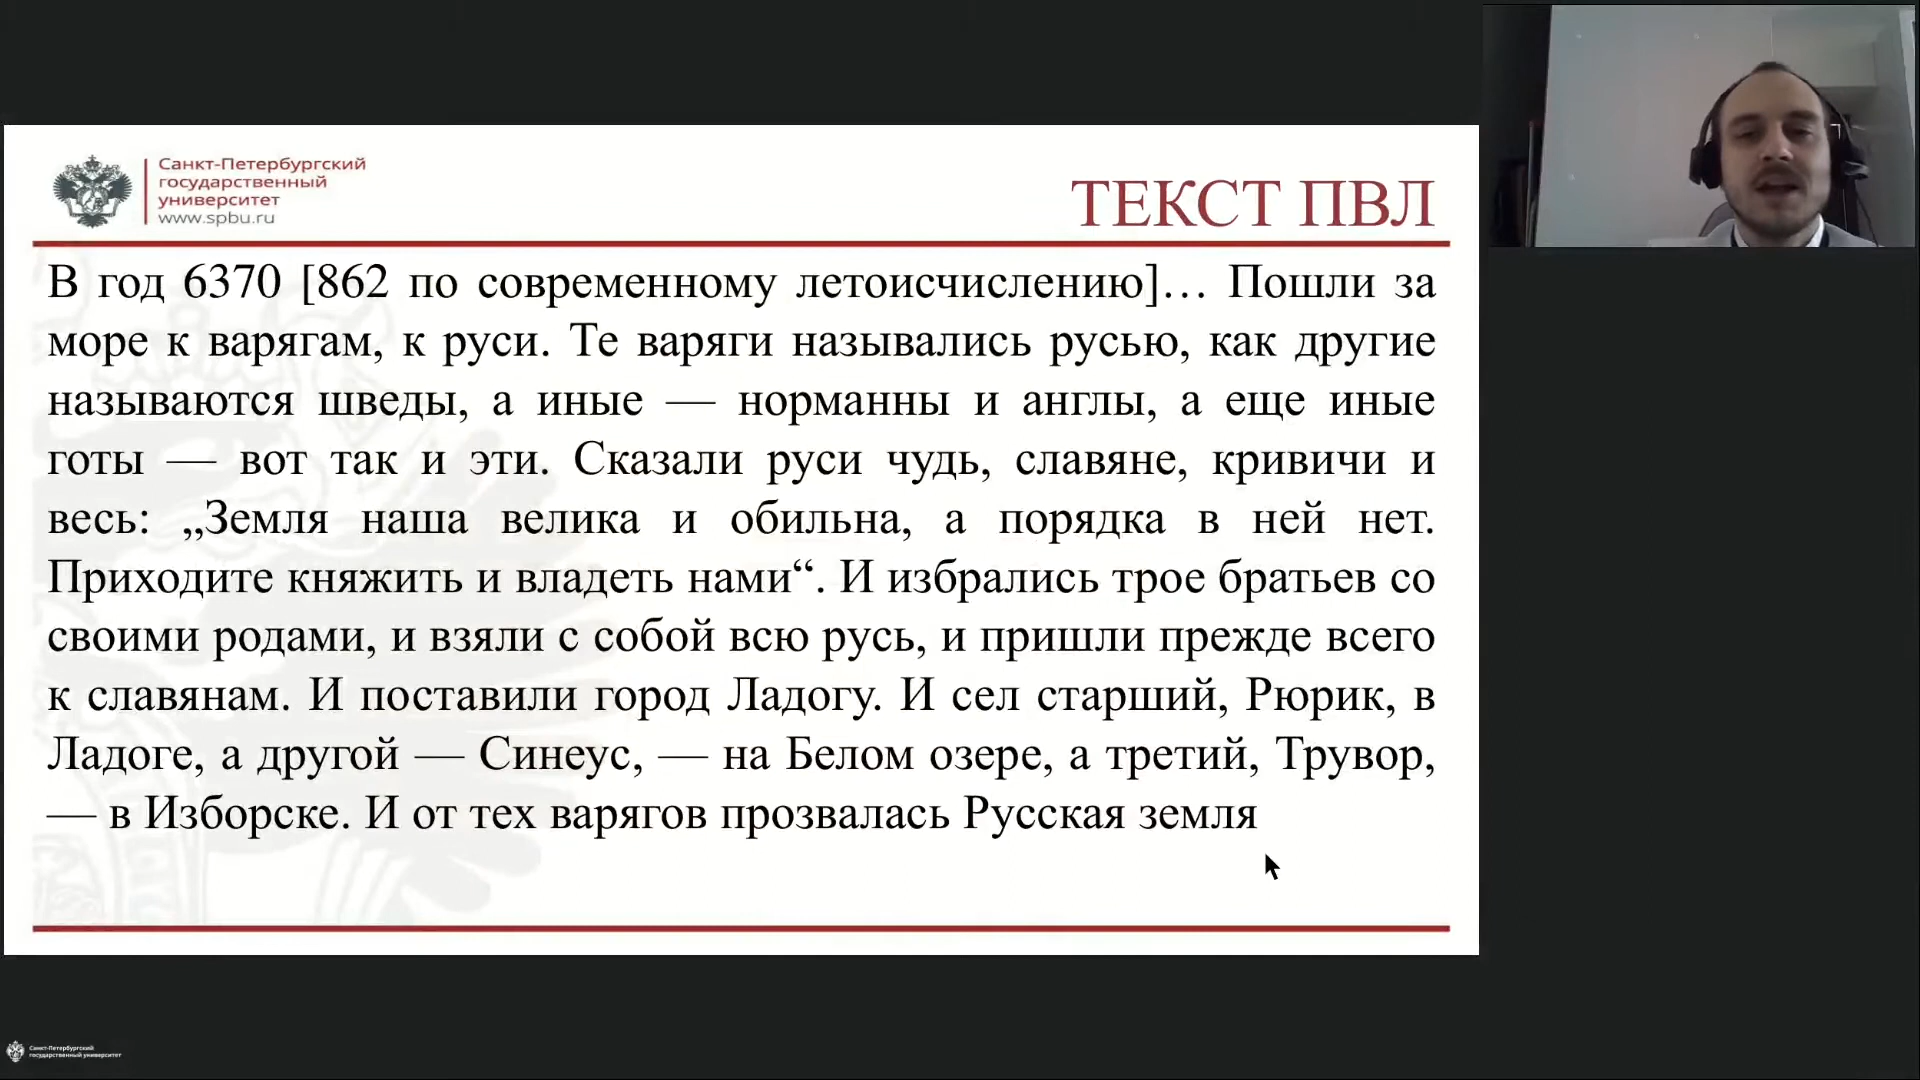 Санкт-Петербургский
государственный
университет
www.spbu.ru
ТЕКСТ ПВЛ
В год 6370 [862 по современному летоисчислению]… Пошли за
море к варягам, к руси. Те варяги назывались русью, как другие
называются шведы, а иные — норманны и англы, а еще иные
готы — вот так и эти. Сказали руси чудь, славяне, кривичи и
весь: „Земля наша велика и обильна, а порядка в ней нет.
Приходите княжить и владеть нами“. И избрались трое братьев со
своими родами, и взяли с собой всю русь, и пришли прежде всего
к славянам. И поставили город Ладогу. И сел старший, Рюрик, в
Ладоге, а другой — Синеус, — на Белом озере, а третий, Трувор,
— в Изборске. И от тех варягов прозвалась Русская земля
Санкт-Петербургский
государственный университет